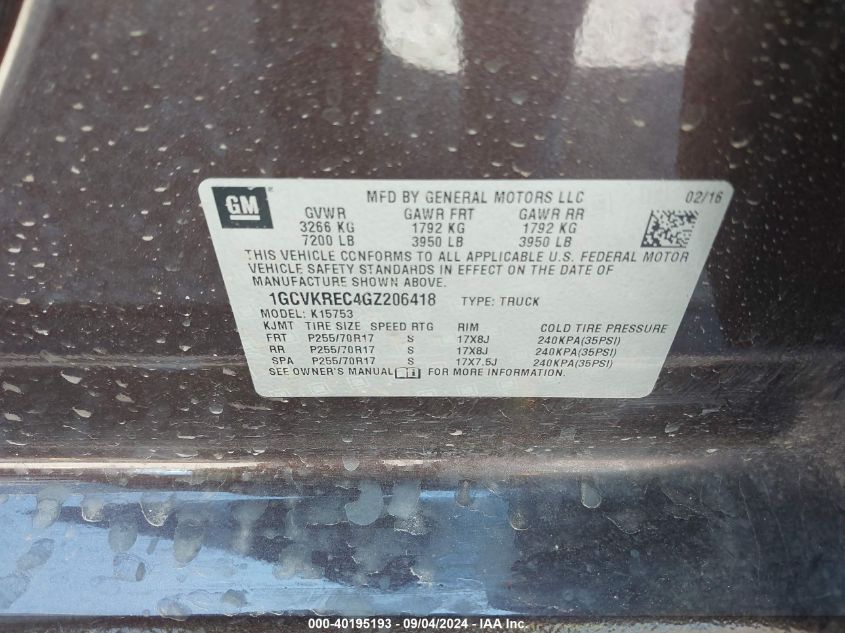 GM
MFD BY GENERAL MOTORS LLC 02/16
GVWR GAWR FRT GAWR RR
3266 KG 1792 KG 1792 KG
7200 LB 3950 LB 3950 LB
THIS VEHICLE CONFORMS TO ALL APPLICABLE U.S. FEDERAL MOTOR
VEHICLE SAFETY STANDARDS IN EFFECT ON THE DATE OF
MANUFACTURE SHOWN ABOVE.
1GCVKREC4GZ206418 TYPE: TRUCK
MODEL: K15753
KJMT TIRE SIZE SPEED RTG RIM COLD TIRE PRESSURE
FRT P255/70R17 S 17X8J 240KPA(35PSI)
RR P255/70R17 S 17X8J 240KPA(35PSI)
SPA P255/70R17 S 17X7.5J 240KPA(35PSI)
SEE OWNER'S MANUAL FOR MORE INFORMATION.
000-40195193 - 09/04/2024 - IAA Inc.